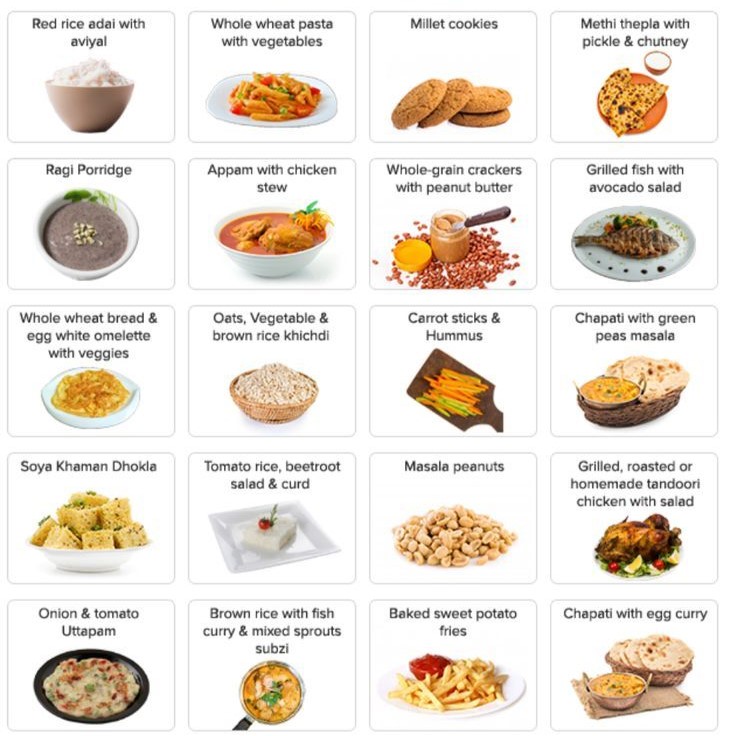 Red rice adai with
aviyal
Whole wheat pasta
with vegetables
Millet cookies
Methi thepla with
pickle & chutney
Ragi Porridge
Appam with chicken
stew
Whole-grain crackers
with peanut butter
Grilled fish with
avocado salad
Whole wheat bread &
egg white omelette
with veggies
Oats, Vegetable &
brown rice khichdi
Carrot sticks &
Hummus
Chapati with green
peas masala
Soya Khaman Dhokla
Tomato rice, beetroot
salad & curd
Masala peanuts
Grilled, roasted or
homemade tandoori
chicken with salad
Onion & tomato
Uttapam
Brown rice with fish
curry & mixed sprouts
subzi
Baked sweet potato
fries
Chapati with egg curry